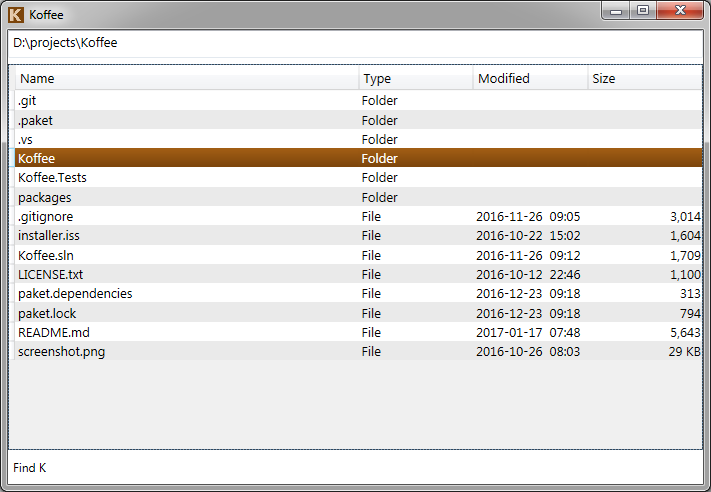 K Koffee
D:\projects\Koffee
Name Type Modified Size
.git Folder
.paket Folder
.vs Folder
Koffee Folder
Koffee.Tests Folder
packages Folder
.gitignore File 2016-11-26 09:05 3,014
installer.iss File 2016-10-22 15:02 1,604
Koffee.sln File 2016-11-26 09:12 1,709
LICENSE.txt File 2016-10-12 22:46 1,100
paket.dependencies File 2016-12-23 09:18 313
paket.lock File 2016-12-23 09:18 794
README.md File 2017-01-17 07:48 5,643
screenshot.png File 2016-10-26 08:03 29 KB
Find K